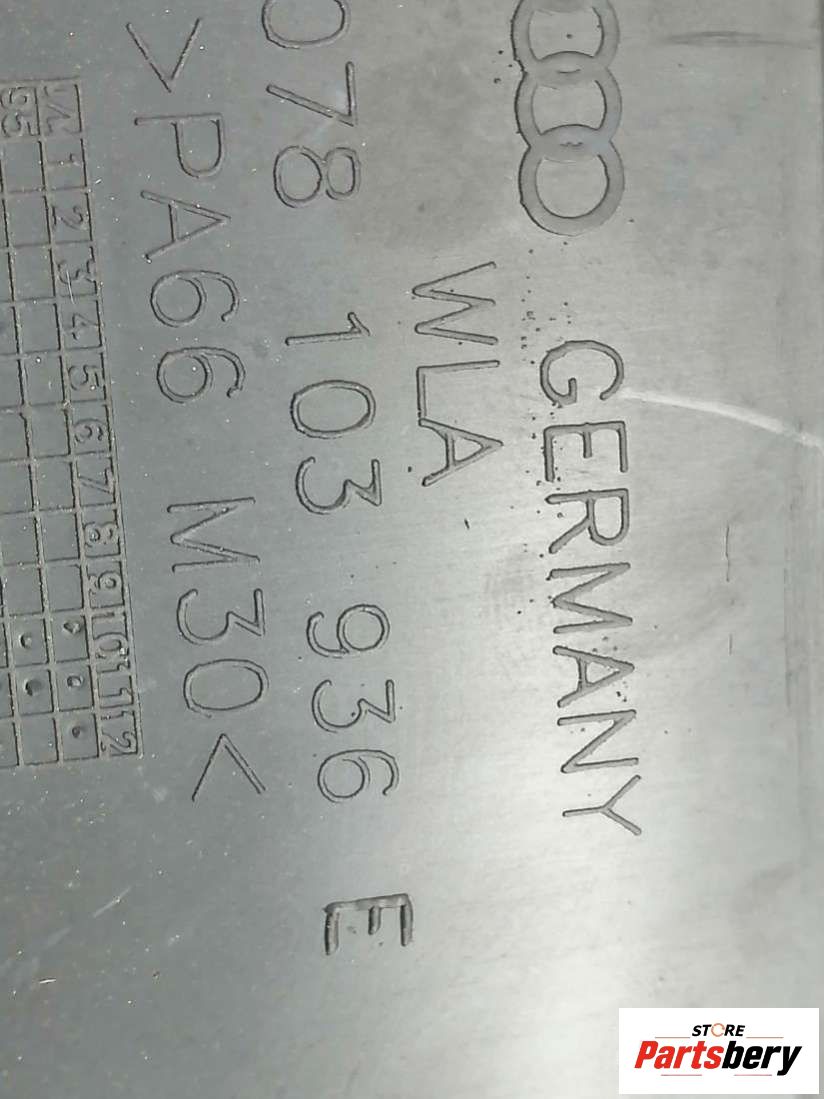 GERMANY
WLA
078 103 936 E
>PA66 M30<
1 2 3 4 5 6 7 8 9 10 11 12
95
STORE
Partsbery